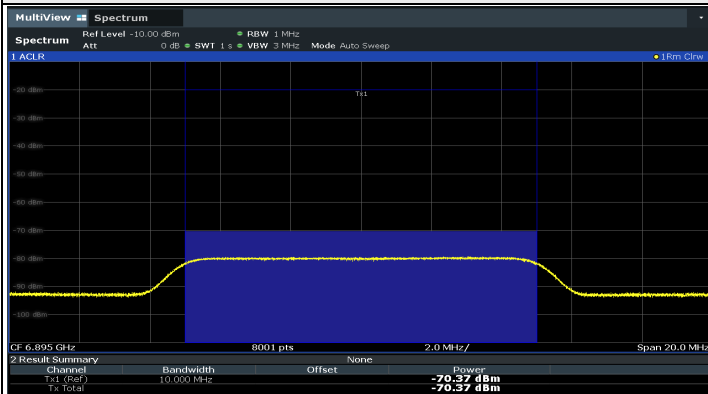 MultiView Spectrum
Spectrum Ref Level -10.00 dBm RBW 1 MHz
Att 0 dB SWT 1 s VBW 3 MHz Mode Auto Sweep
1 ACLR 1Rm Clrw
Tx1
-20 dBm
-30 dBm
-40 dBm
-50 dBm
-60 dBm
-70 dBm
-80 dBm
-90 dBm
-100 dBm
CF 6.895 GHz 8001 pts 2.0 MHz/ Span 20.0 MHz
2 Result Summary None
Channel Bandwidth Offset Power
Tx1 (Ref) 10.000 MHz -70.37 dBm
Tx Total -70.37 dBm